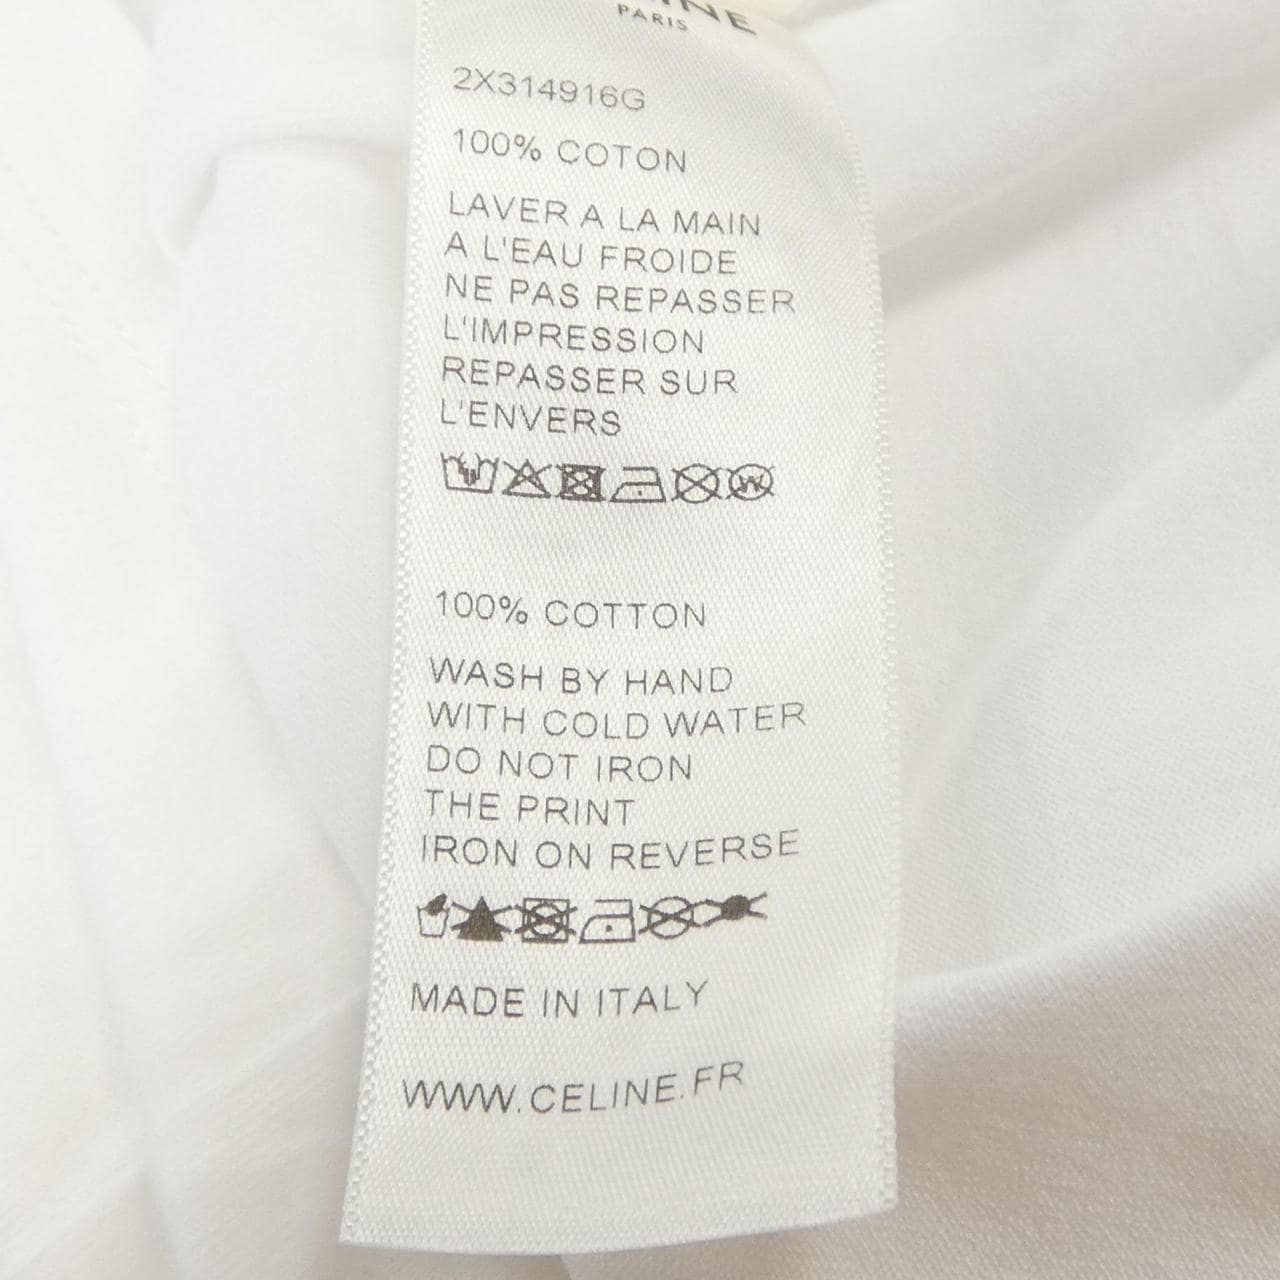 PARIS
2X314916G
100% COTON
LAVER A LA MAIN
A L'EAU FROIDE
NE PAS REPASSER
L'IMPRESSION
REPASSER SUR
L'ENVERS
W
100% COTTON
WASH BY HAND
WITH COLD WATER
DO NOT IRON
THE PRINT
IRON ON REVERSE
MADE IN ITALY
WWW.CELINE.FR